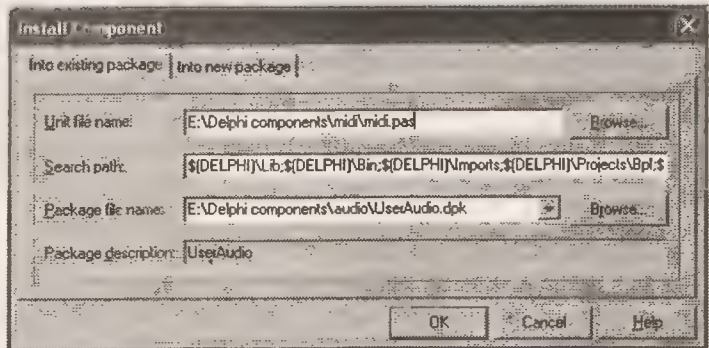 Install Component
Into existing package Into new package
Unit file name: E:\Delphi components\midi\midi.pas Browse...
Search path: $(DELPHI)\Lib;$(DELPHI)\Bin;$(DELPHI)\Imports;$(DELPHI)\Projects\Bpl;$
Package file name: E:\Delphi components\audio\UserAudio.dpk Browse...
Package description: UserAudio
OK Cancel Help